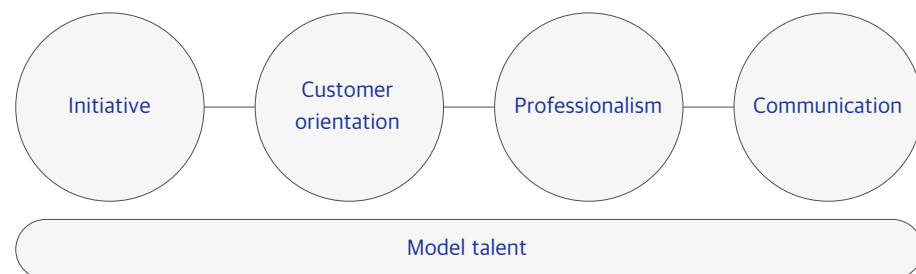 Initiative
Customer
orientation
Professionalism
Communication
Model talent